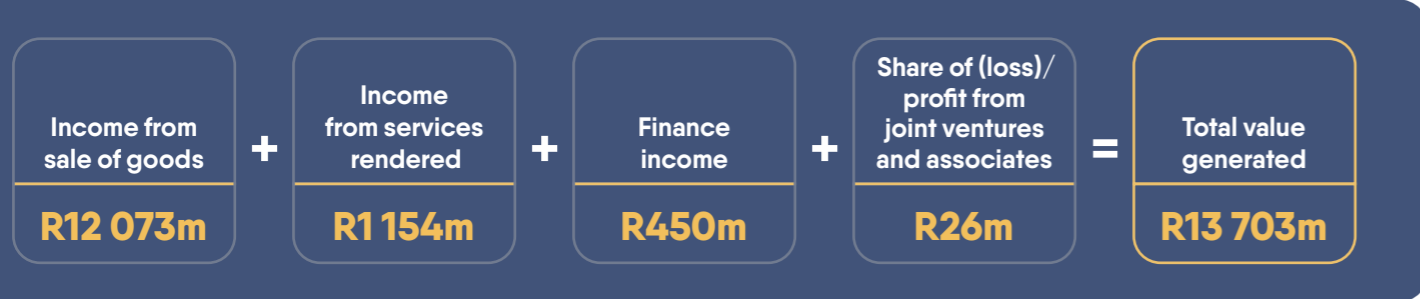 Income from
sale of goods
R12 073m
+
Income
from services
rendered
R1 154m
+
Finance
income
R450m
+
Share of (loss)/
profit from
joint ventures
and associates
R26m
=
Total value
generated
R13 703m